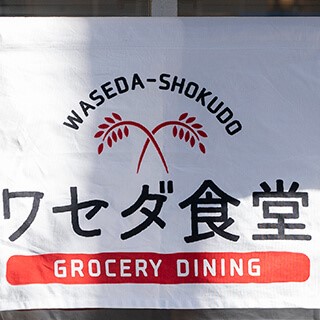 WASEDA-SHOKUDO
ワセダ食堂
GROCERY DINING